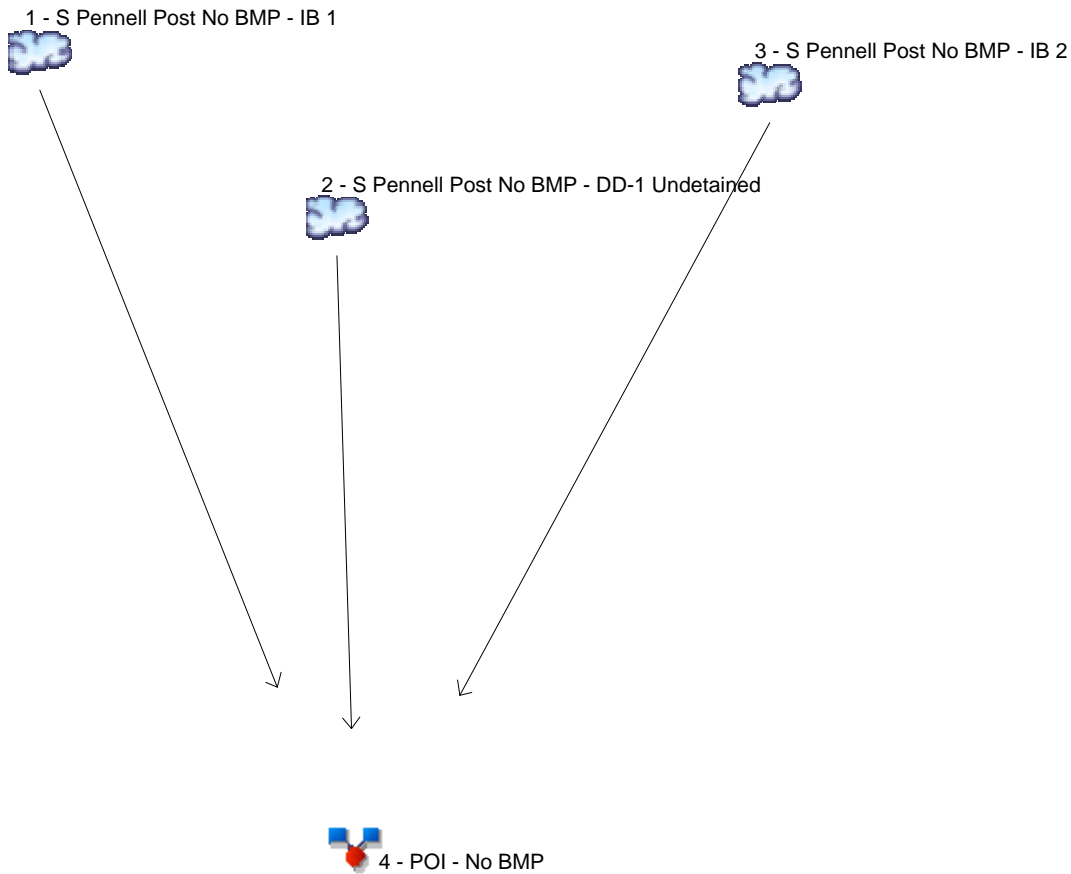 1 - S Pennell Post No BMP - IB 1
3 - S Pennell Post No BMP - IB 2
2 - S Pennell Post No BMP - DD-1 Undetained
4 - POI - No BMP